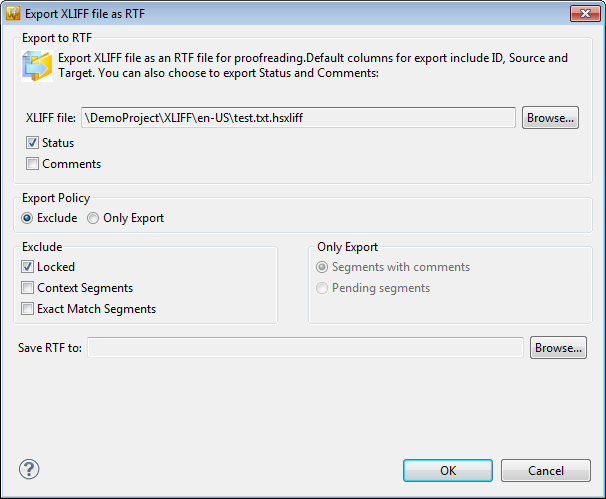 Export XLIFF file as RTF
Export to RTF
Export XLIFF file as an RTF file for proofreading.Default columns for export include ID, Source and
Target. You can also choose to export Status and Comments:
XLIFF file: \DemoProject\XLIFF\en-US\test.txt.hsxliff Browse...
Status
Comments
Export Policy
Exclude Only Export
Exclude
Locked
Context Segments
Exact Match Segments
Only Export
Segments with comments
Pending segments
Save RTF to: Browse...
? OK Cancel